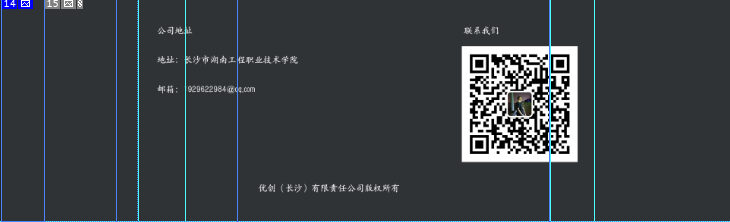 14
15
公司地址
联系我们
地址：长沙市湖南工程职业技术学院
邮箱： 929622984@qq.com
优创（长沙）有限责任公司版权所有